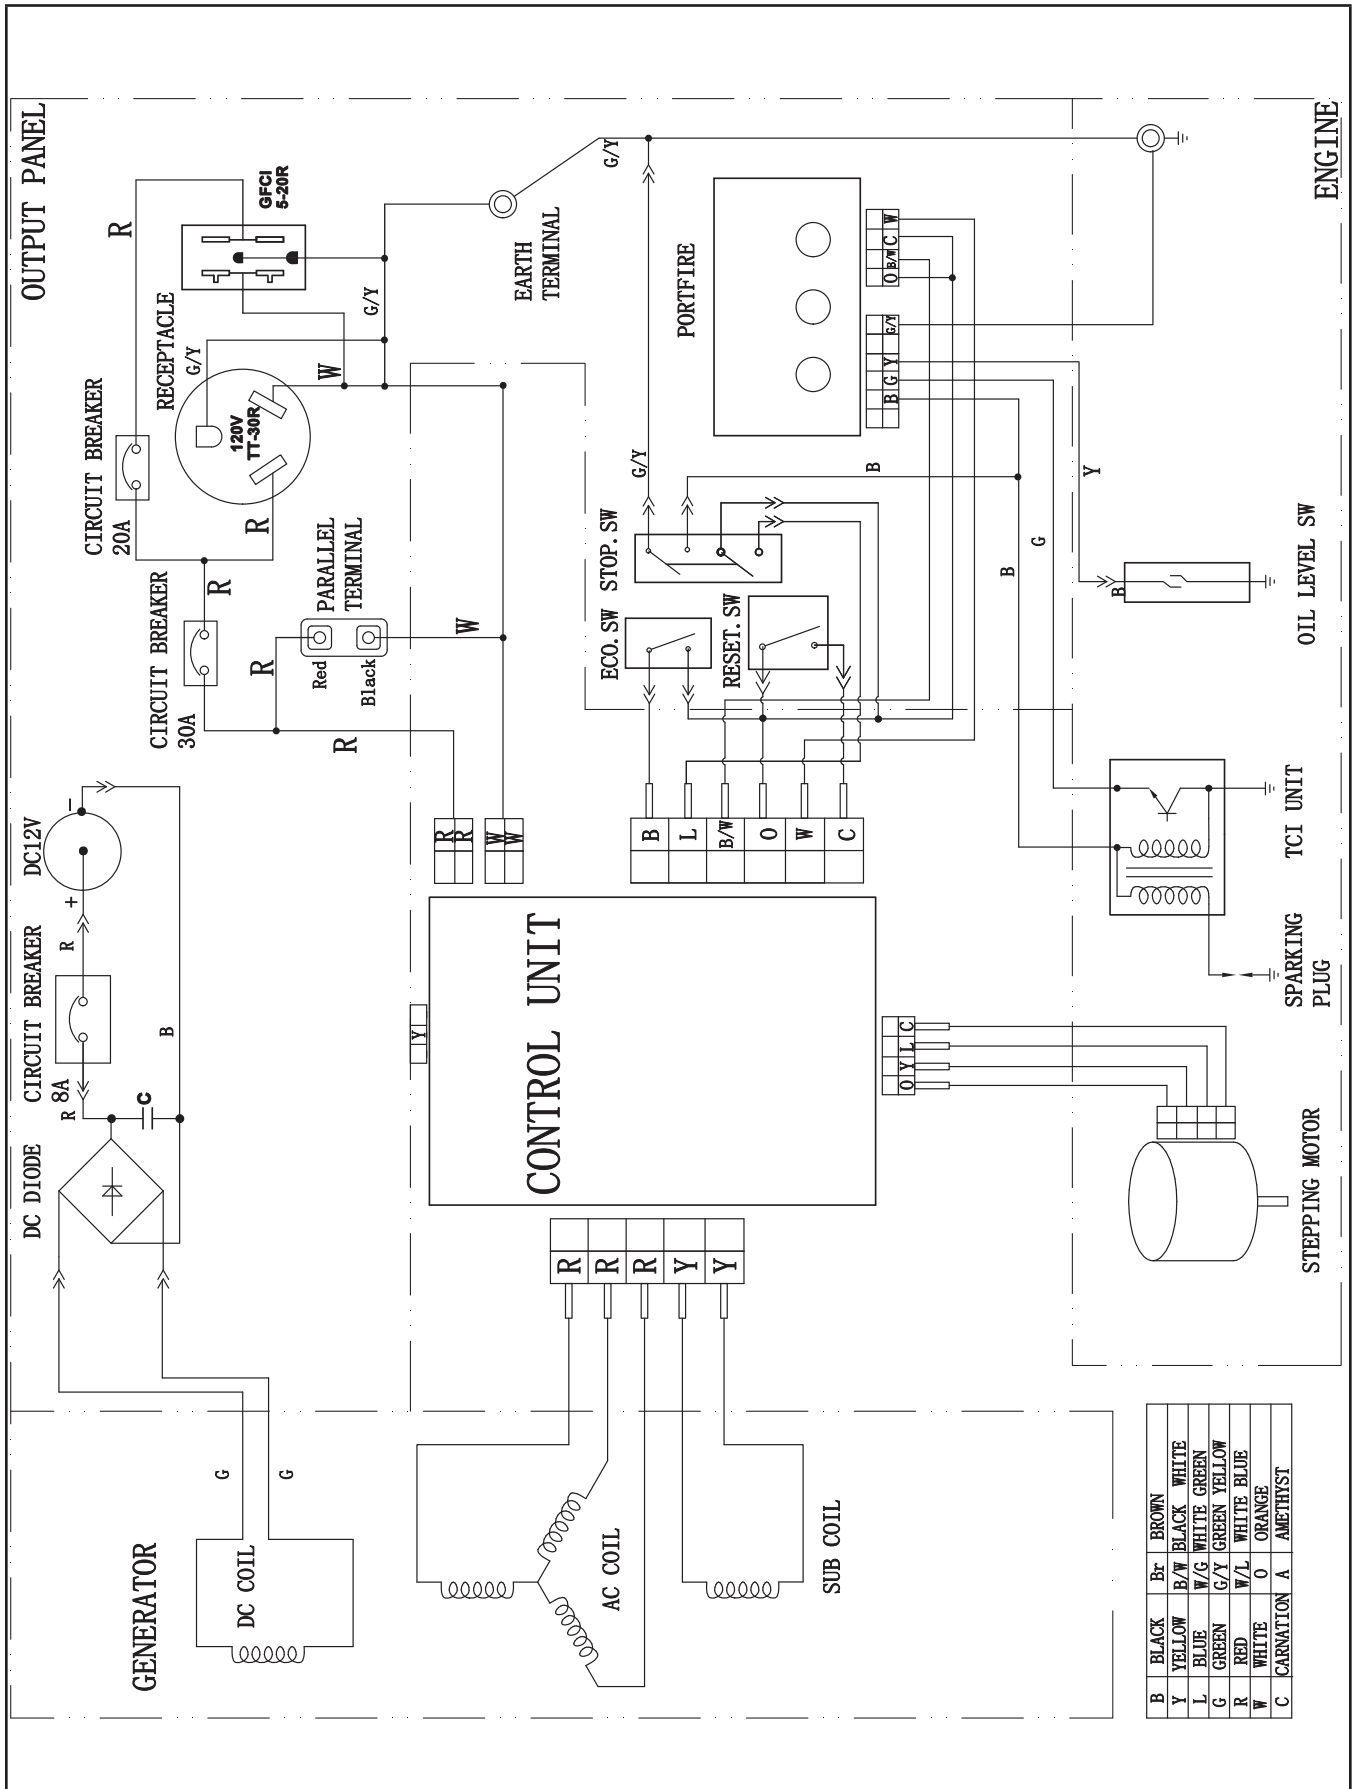 OUTPUT PANEL
ENGINE
GENERATOR
CONTROL UNIT
DC12V
-
+
CIRCUIT BREAKER
8A
R
R
B
DC DIODE
C
CIRCUIT BREAKER
20A
CIRCUIT BREAKER
30A
RECEPTACLE
GFCI
5-20R
120V
TT-30R
R
R
R
R
R
G/Y
G/Y
W
W
PARALLEL
TERMINAL
Red
Black
EARTH
TERMINAL
G/Y
G/Y
PORTFIRE
O
B/W
C
W
B
G
Y
G/Y
ECO.SW
STOP.SW
RESET.SW
B
B
G
Y
B
OIL LEVEL SW
TCI UNIT
SPARKING
PLUG
STEPPING MOTOR
R
R
W
W
B
L
B/W
O
W
C
Y
O
Y
L
C
R
R
R
Y
Y
G
G
DC COIL
AC COIL
SUB COIL
B BLACK Br BROWN
Y YELLOW B/W BLACK WHITE
L BLUE W/G WHITE GREEN
G GREEN G/Y GREEN YELLOW
R RED W/L WHITE BLUE
W WHITE O ORANGE
C CARNATION A AMETHYST